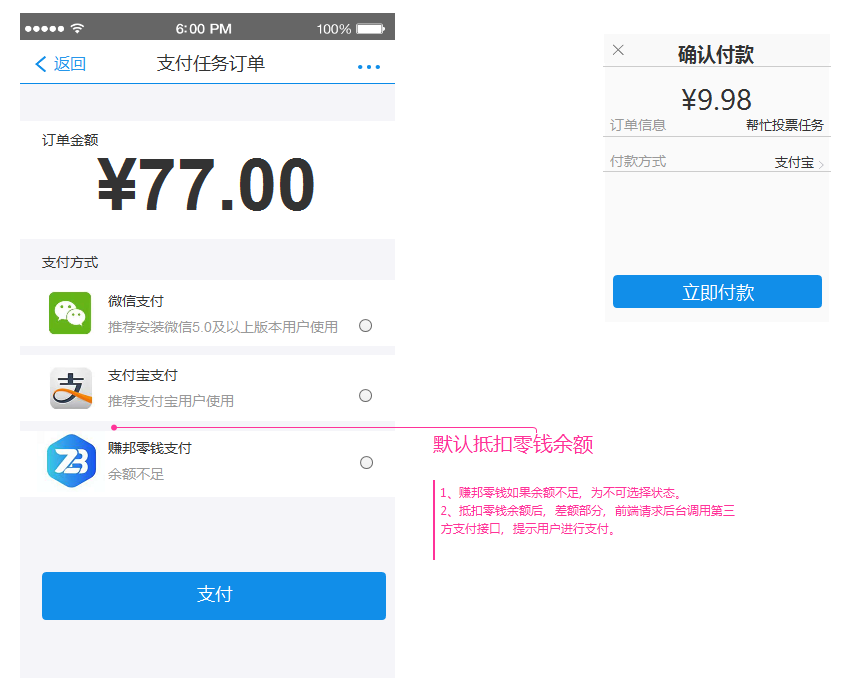 6:00 PM
100%
返回
支付任务订单
订单金额
¥77.00
支付方式
微信支付
推荐安装微信5.0及以上版本用户使用
支付宝支付
推荐支付宝用户使用
赚邦零钱支付
余额不足
支付
确认付款
¥9.98
订单信息
帮忙投票任务
付款方式
支付宝
立即付款
默认抵扣零钱余额
1、赚邦零钱如果余额不足，为不可选择状态。
2、抵扣零钱余额后，差额部分，前端请求后台调用第三
方支付接口，提示用户进行支付。